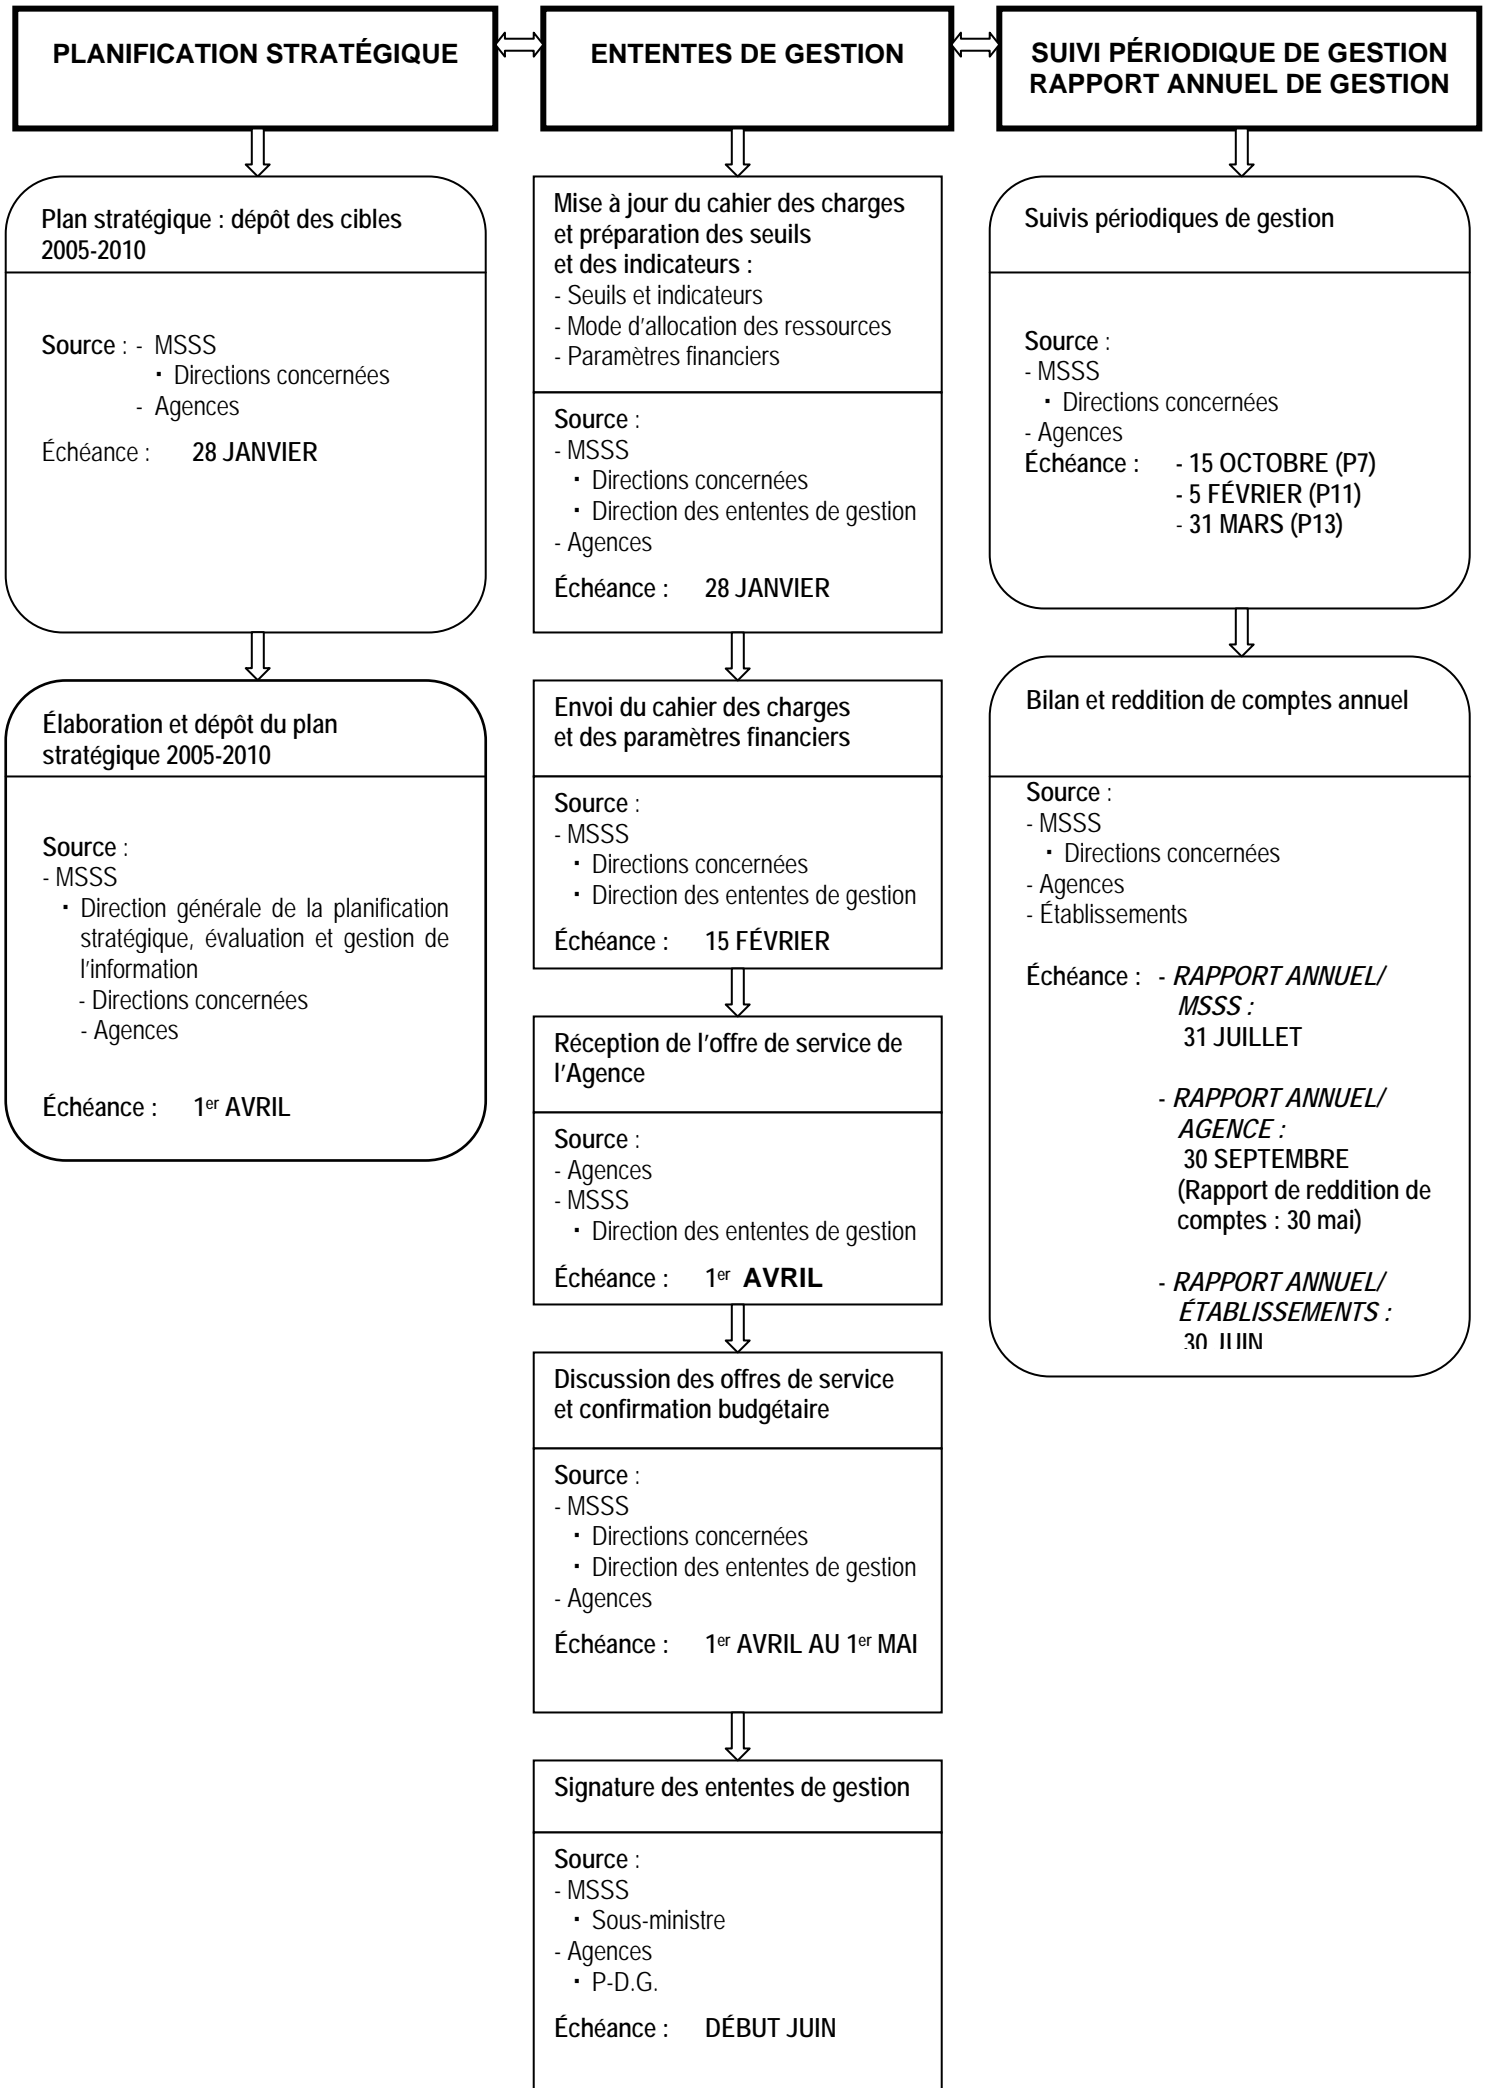 PLANIFICATION STRATÉGIQUE
Plan stratégique : dépôt des cibles
2005-2010
Source : - MSSS
▪ Directions concernées
- Agences
Échéance : 28 JANVIER
Élaboration et dépôt du plan
stratégique 2005-2010
Source :
- MSSS
▪ Direction générale de la planification
stratégique, évaluation et gestion de
l'information
- Directions concernées
- Agences
Échéance : 1er AVRIL
ENTENTES DE GESTION
Mise à jour du cahier des charges
et préparation des seuils
et des indicateurs :
- Seuils et indicateurs
- Mode d'allocation des ressources
- Paramètres financiers
Source :
- MSSS
▪ Directions concernées
▪ Direction des ententes de gestion
- Agences
Échéance : 28 JANVIER
Envoi du cahier des charges
et des paramètres financiers
Source :
- MSSS
▪ Directions concernées
▪ Direction des ententes de gestion
Échéance : 15 FÉVRIER
Réception de l'offre de service de
l'Agence
Source :
- Agences
- MSSS
▪ Direction des ententes de gestion
Échéance : 1er AVRIL
Discussion des offres de service
et confirmation budgétaire
Source :
- MSSS
▪ Directions concernées
▪ Direction des ententes de gestion
- Agences
Échéance : 1er AVRIL AU 1er MAI
Signature des ententes de gestion
Source :
- MSSS
▪ Sous-ministre
- Agences
▪ P-D.G.
Échéance : DÉBUT JUIN
SUIVI PÉRIODIQUE DE GESTION
RAPPORT ANNUEL DE GESTION
Suivis périodiques de gestion
Source :
- MSSS
▪ Directions concernées
- Agences
Échéance : - 15 OCTOBRE (P7)
- 5 FÉVRIER (P11)
- 31 MARS (P13)
Bilan et reddition de comptes annuel
Source :
- MSSS
▪ Directions concernées
- Agences
- Établissements
Échéance : - RAPPORT ANNUEL/
MSSS :
31 JUILLET
- RAPPORT ANNUEL/
AGENCE :
30 SEPTEMBRE
(Rapport de reddition de
comptes : 30 mai)
- RAPPORT ANNUEL/
ÉTABLISSEMENTS :
30 JUIN